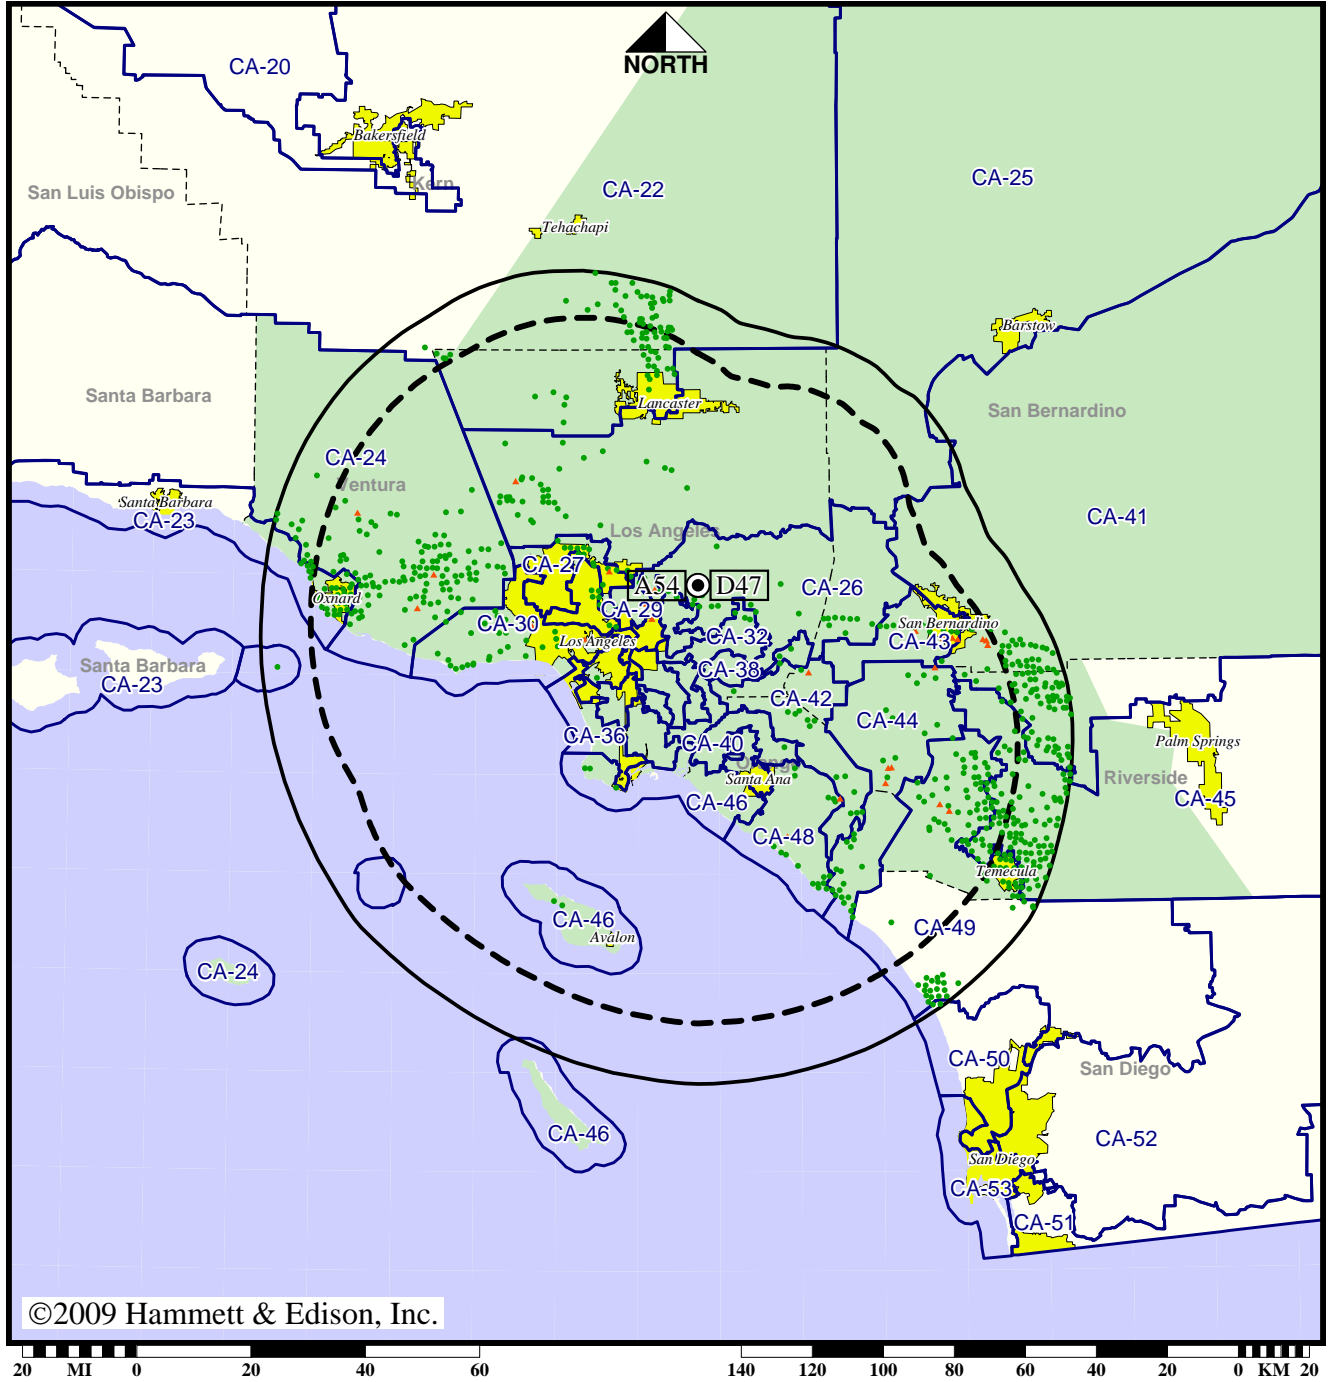 NORTH
CA-20
Bakersfield
Kern
San Luis Obispo
CA-22
CA-25
Tehachapi
Barstow
Santa Barbara
Lancaster
San Bernardino
CA-24
Ventura
Santa Barbara
CA-23
Los Angeles
CA-41
CA-27
A54
D47
CA-26
Oxnard
CA-29
CA-30
Los Angeles
CA-32
San Bernardino
CA-43
Santa Barbara
CA-23
CA-38
CA-42
CA-44
CA-36
CA-40
Orange
Santa Ana
Palm Springs
Riverside
CA-45
CA-46
CA-48
Temecula
CA-46
Avalon
CA-49
CA-24
CA-50
San Diego
CA-46
CA-52
San Diego
CA-53
CA-51
©2009 Hammett & Edison, Inc.
20 MI 0 20 40 60 140 120 100 80 60 40 20 0 KM 20